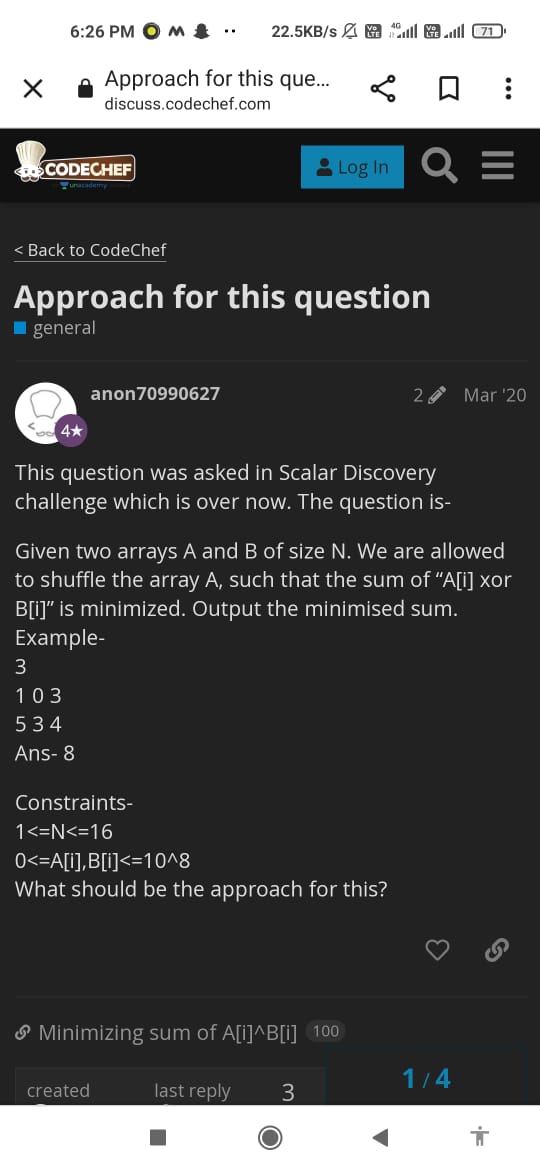 6:26 PM 22.5KB/s Vo LTE 4G Vo LTE 71
Approach for this que...
discuss.codechef.com
CODECHEF
unacademy
Log In
< Back to CodeChef
Approach for this question
general
anon70990627 2 Mar '20
4★
This question was asked in Scalar Discovery
challenge which is over now. The question is-
Given two arrays A and B of size N. We are allowed
to shuffle the array A, such that the sum of “A[i] xor
B[i]” is minimized. Output the minimised sum.
Example-
3
1 0 3
5 3 4
Ans- 8
Constraints-
1<=N<=16
0<=A[i],B[i]<=10^8
What should be the approach for this?
Minimizing sum of A[i]^B[i] 100
1 / 4
created last reply 3